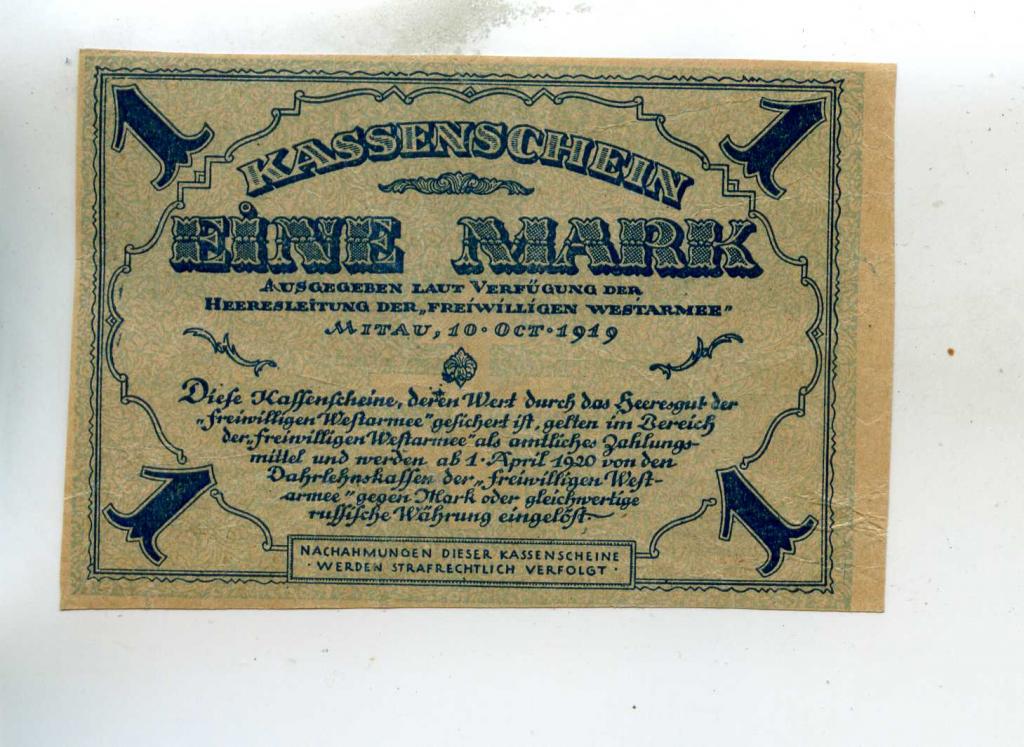 1 1
KASSENSCHEIN
EINE MARK
AUSGEGEBEN LAUT VERFÜGUNG DER
HEERESLEITUNG DER „FREIWILLIGEN WESTARMEE"
MITAU, 10·OCT·1919
Diese Kassenscheine, deren Wert durch das Heeresgut der
„Freiwilligen Westarmee" gesichert ist, gelten im Bereich
der „freiwilligen Westarmee" als amtliches Zahlungs-
mittel und werden ab 1·April 1920 von den
Dahrlehnskassen der „Freiwilligen West-
armee" gegen Mark oder gleichwertige
russische Währung eingelöst·
1 1
NACHAHMUNGEN DIESER KASSENSCHEINE
· WERDEN STRAFRECHTLICH VERFOLGT ·